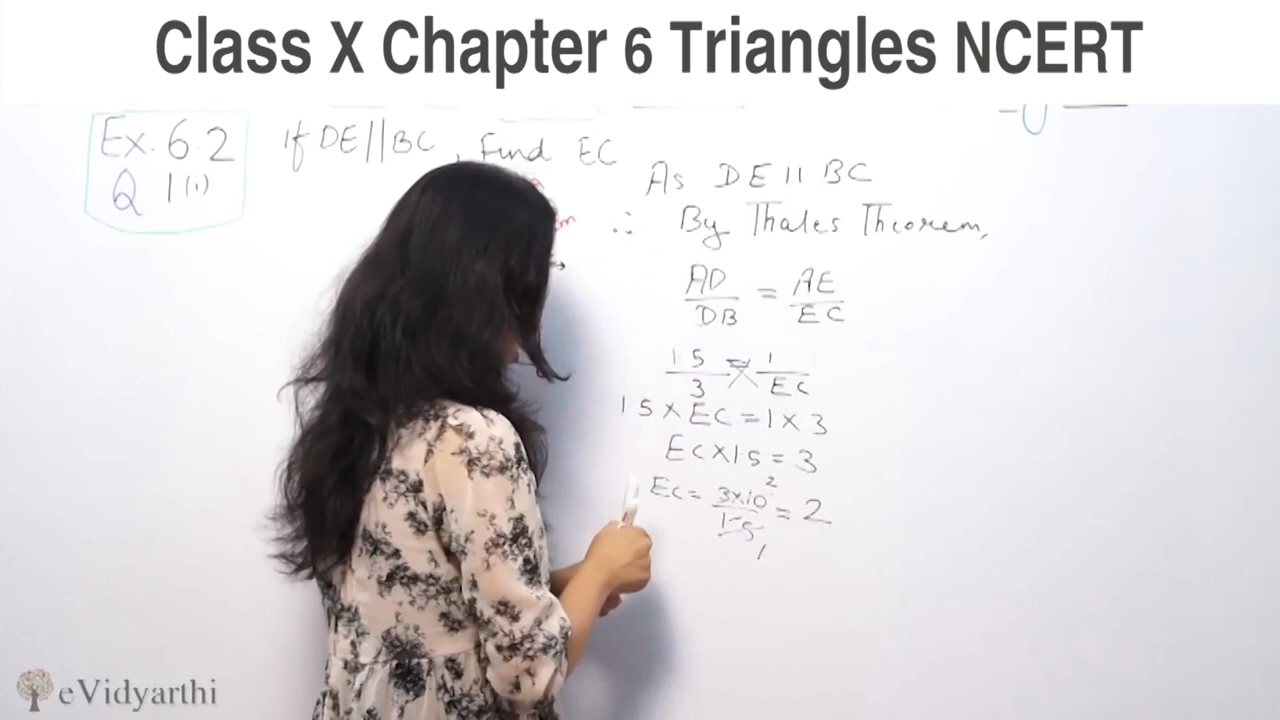 Class X Chapter 6 Triangles NCERT
Ex. 6.2
Q 1(i)
If DE||BC, Find EC
As DE || BC
∴ By Thales Theorem,
AD/DB = AE/EC
1.5/3 = 1/EC
1.5 × EC = 1 × 3
EC × 1.5 = 3
EC = 3×10/15 = 2
2
1
eVidyarthi